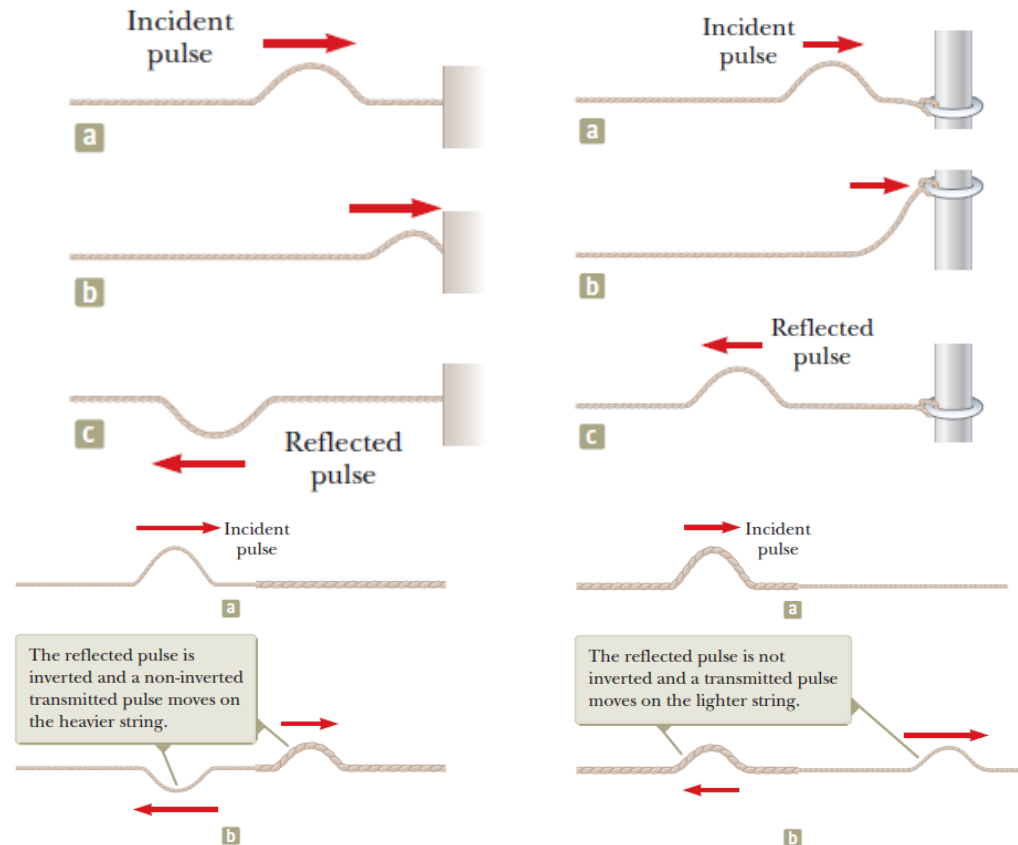 Incident
pulse
a
b
c
Reflected
pulse
Incident
pulse
a
b
Reflected
pulse
c
Incident
pulse
a
The reflected pulse is
inverted and a non-inverted
transmitted pulse moves on
the heavier string.
b
Incident
pulse
a
The reflected pulse is not
inverted and a transmitted pulse
moves on the lighter string.
b